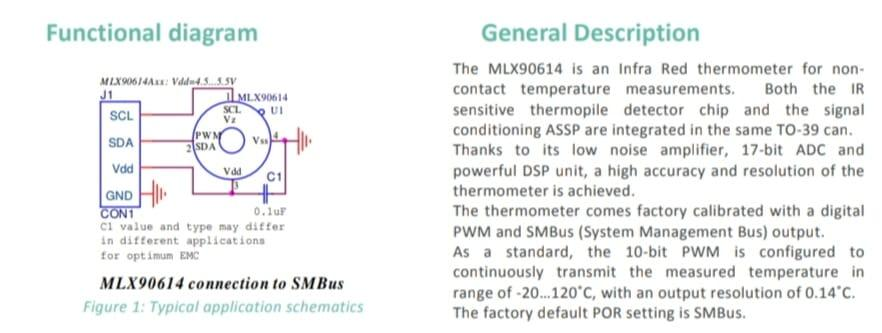 Functional diagram
MLX90614Axx: Vdd=4.5...5.5V
J1
SCL
SDA
Vdd
GND
CON1
1
MLX90614
U1
SCL
Vz
PWM
2
SDA
Vss
4
Vdd
3
C1
0.1uF
C1 value and type may differ
in different applications
for optimum EMC
MLX90614 connection to SMBus
Figure 1: Typical application schematics
General Description
The MLX90614 is an Infra Red thermometer for non-
contact temperature measurements. Both the IR
sensitive thermopile detector chip and the signal
conditioning ASSP are integrated in the same TO-39 can.
Thanks to its low noise amplifier, 17-bit ADC and
powerful DSP unit, a high accuracy and resolution of the
thermometer is achieved.
The thermometer comes factory calibrated with a digital
PWM and SMBus (System Management Bus) output.
As a standard, the 10-bit PWM is configured to
continuously transmit the measured temperature in
range of -20...120˚C, with an output resolution of 0.14˚C.
The factory default POR setting is SMBus.